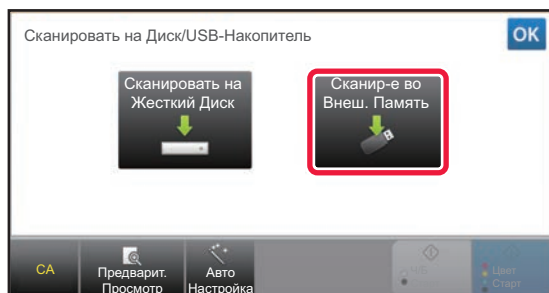 Сканировать на Диск/USB-Накопитель
OK
Сканировать на
Жесткий Диск
Сканир-е во
Внеш. Память
CA
Предварит.
Просмотр
Авто
Настройка
Ч/Б
Цвет
Старт